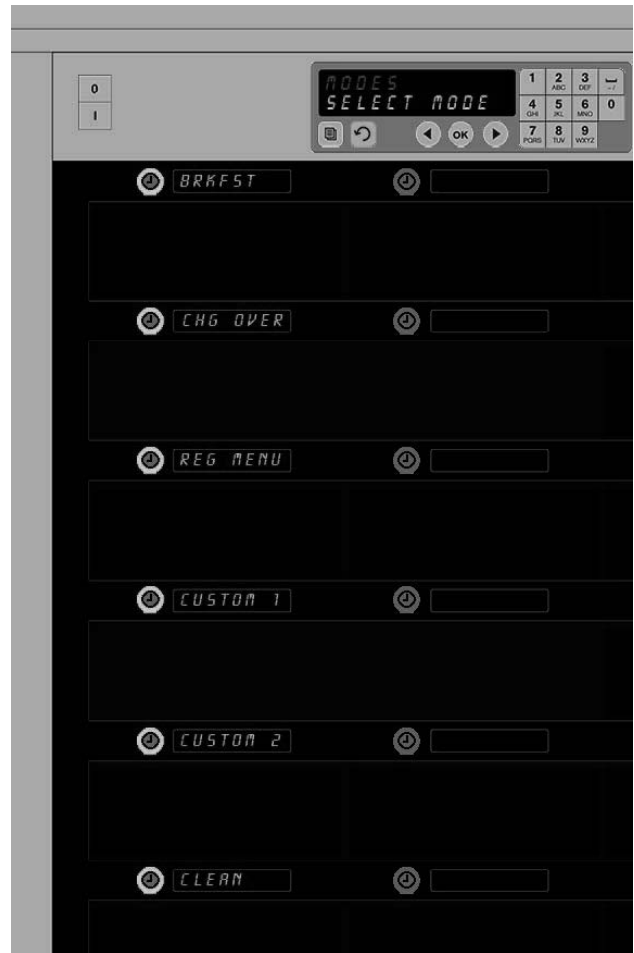 MODES
SELECT MODE
0
I
1
2 ABC
3 DEF
- /
4 GHI
5 JKL
6 MNO
0
7 PQRS
8 TUV
9 WXYZ
OK
BRKFST
CHG OVER
REG MENU
CUSTOM 1
CUSTOM 2
CLEAN